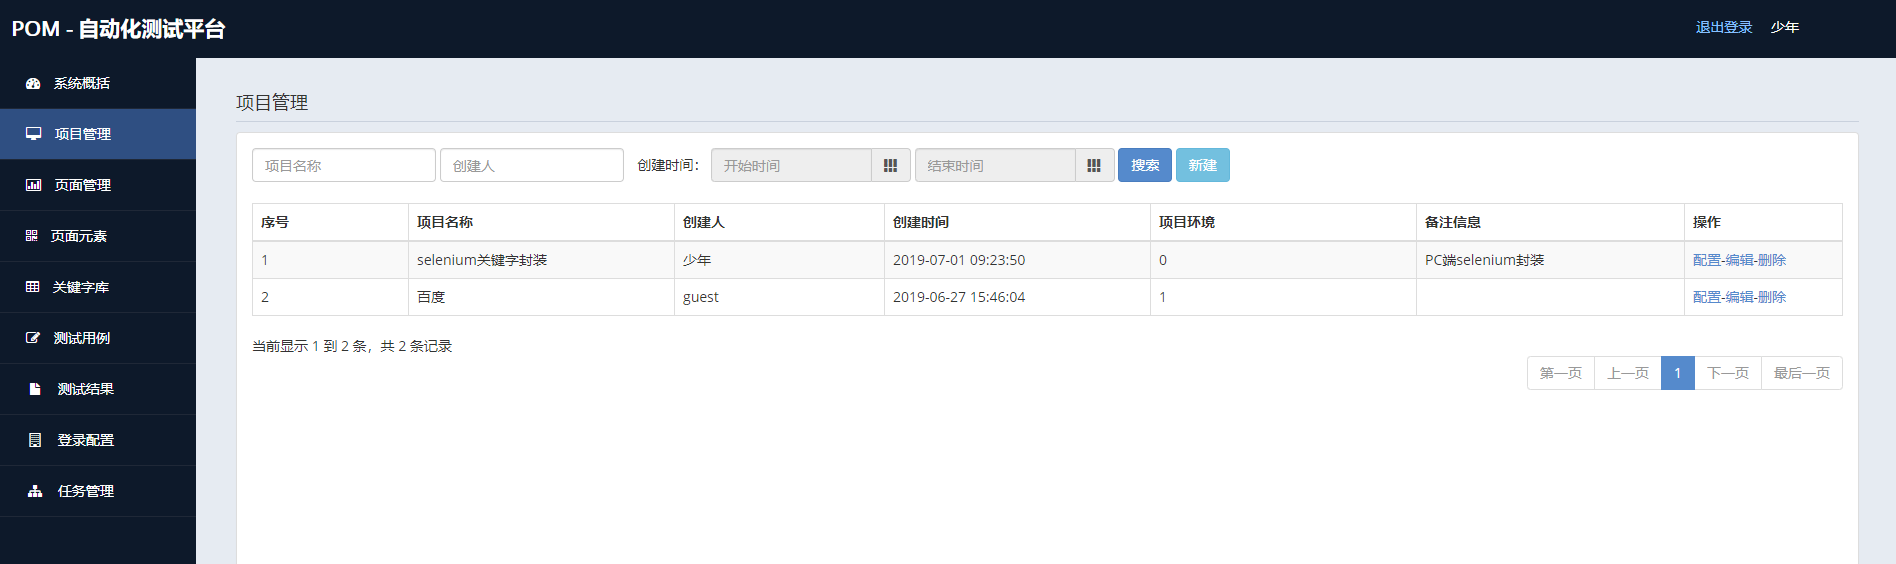 POM - 自动化测试平台
退出登录 少年
系统概括
项目管理
页面管理
页面元素
关键字库
测试用例
测试结果
登录配置
任务管理
项目管理
项目名称 创建人 创建时间： 开始时间 结束时间 搜索 新建
序号 项目名称 创建人 创建时间 项目环境 备注信息 操作
1 selenium关键字封装 少年 2019-07-01 09:23:50 0 PC端selenium封装 配置-编辑-删除
2 百度 guest 2019-06-27 15:46:04 1 配置-编辑-删除
当前显示 1 到 2 条，共 2 条记录
第一页 上一页 1 下一页 最后一页